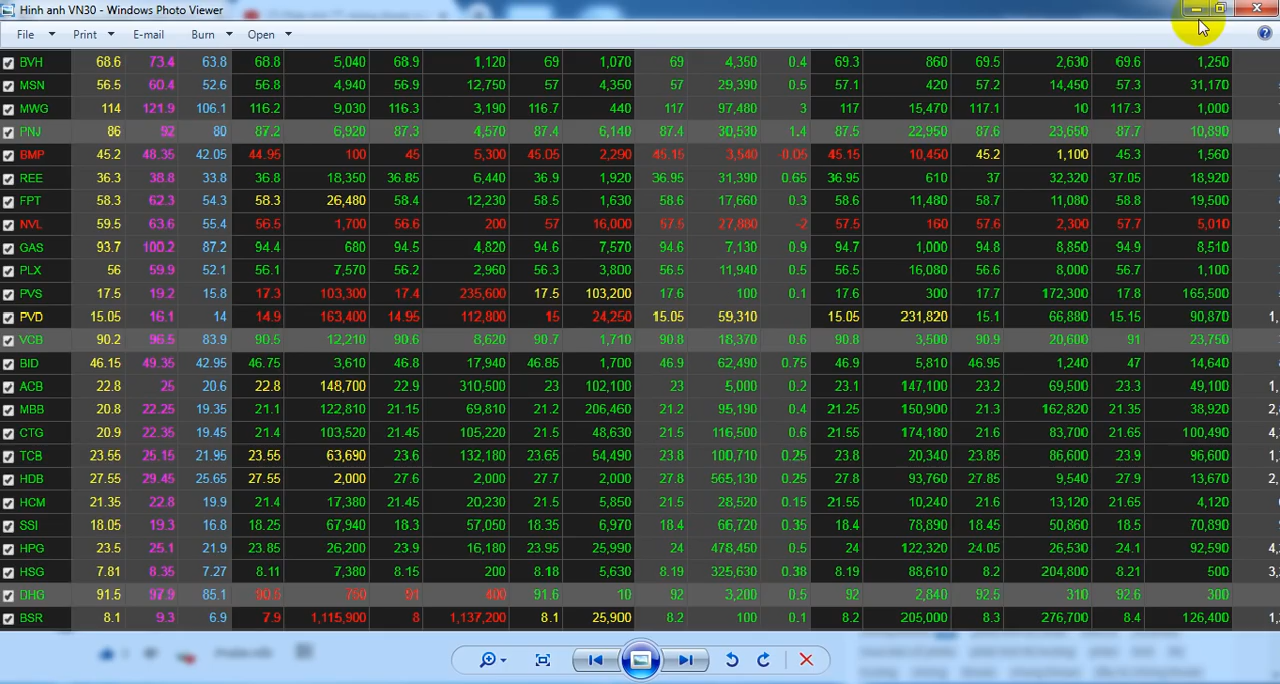 Hinh anh VN30 - Windows Photo Viewer
File Print E-mail Burn Open
BVH 68.6 73.4 63.8 68.8 5,040 68.9 1,120 69 1,070 69 4,350 0.4 69.3 860 69.5 2,630 69.6 1,250
MSN 56.5 60.4 52.6 56.8 4,940 56.9 12,750 57 4,350 57 29,390 0.5 57.1 420 57.2 14,450 57.3 31,170
MWG 114 121.9 106.1 116.2 9,030 116.3 3,190 116.7 440 117 97,480 3 117 15,470 117.1 10 117.3 1,000
PNJ 86 92 80 87.2 6,920 87.3 4,570 87.4 6,140 87.4 30,530 1.4 87.5 22,950 87.6 23,650 87.7 10,890
BMP 45.2 48.35 42.05 44.95 100 45 5,300 45.05 2,290 45.15 3,540 -0.05 45.15 10,450 45.2 1,100 45.3 1,560
REE 36.3 38.8 33.8 36.8 18,350 36.85 6,440 36.9 1,920 36.95 31,390 0.65 36.95 610 37 32,320 37.05 18,920
FPT 58.3 62.3 54.3 58.3 26,480 58.4 12,230 58.5 1,630 58.6 17,660 0.3 58.6 11,480 58.7 11,080 58.8 19,500
NVL 59.5 63.6 55.4 56.5 1,700 56.6 200 57 16,000 57.5 27,880 -2 57.5 160 57.6 2,300 57.7 5,010
GAS 93.7 100.2 87.2 94.4 680 94.5 4,820 94.6 7,570 94.6 7,130 0.9 94.7 1,000 94.8 8,850 94.9 8,510
PLX 56 59.9 52.1 56.1 7,570 56.2 2,960 56.3 3,800 56.5 11,940 0.5 56.5 16,080 56.6 8,000 56.7 1,100
PVS 17.5 19.2 15.8 17.3 103,300 17.4 235,600 17.5 103,200 17.6 100 0.1 17.6 300 17.7 172,300 17.8 165,500
PVD 15.05 16.1 14 14.9 163,400 14.95 112,800 15 24,250 15.05 59,310 15.05 231,820 15.1 66,880 15.15 90,870 1,
VCB 90.2 96.5 83.9 90.5 12,210 90.6 8,620 90.7 1,710 90.8 18,370 0.6 90.8 3,500 90.9 20,600 91 23,750
BID 46.15 49.35 42.95 46.75 3,610 46.8 17,940 46.85 1,700 46.9 62,490 0.75 46.9 5,810 46.95 1,240 47 14,640
ACB 22.8 25 20.6 22.8 148,700 22.9 310,500 23 102,100 23 5,000 0.2 23.1 147,100 23.2 69,500 23.3 49,100 1,
MBB 20.8 22.25 19.35 21.1 122,810 21.15 69,810 21.2 206,460 21.2 95,190 0.4 21.25 150,900 21.3 162,820 21.35 38,920 2,
CTG 20.9 22.35 19.45 21.4 103,520 21.45 105,220 21.5 48,630 21.5 116,500 0.6 21.55 174,180 21.6 83,700 21.65 100,490 4,
TCB 23.55 25.15 21.95 23.55 63,690 23.6 132,180 23.65 54,490 23.8 100,710 0.25 23.8 20,340 23.85 86,600 23.9 96,600 1,
HDB 27.55 29.45 25.65 27.55 2,000 27.6 2,000 27.7 2,000 27.8 565,130 0.25 27.8 93,760 27.85 9,540 27.9 13,670 2,
HCM 21.35 22.8 19.9 21.4 17,380 21.45 20,230 21.5 5,850 21.5 28,520 0.15 21.55 10,240 21.6 13,120 21.65 4,120
SSI 18.05 19.3 16.8 18.25 67,940 18.3 57,050 18.35 6,970 18.4 66,720 0.35 18.4 78,890 18.45 50,860 18.5 70,890
HPG 23.5 25.1 21.9 23.85 26,200 23.9 16,180 23.95 25,990 24 478,450 0.5 24 122,320 24.05 26,530 24.1 92,590 4,
HSG 7.81 8.35 7.27 8.11 7,380 8.15 200 8.18 5,630 8.19 325,630 0.38 8.19 88,610 8.2 204,800 8.21 500 3,
DHG 91.5 97.9 85.1 90.5 750 91 400 91.6 10 92 3,200 0.5 92 2,840 92.5 310 92.6 300
BSR 8.1 9.3 6.9 7.9 1,115,900 8 1,137,200 8.1 25,900 8.2 100 0.1 8.2 205,000 8.3 276,700 8.4 126,400 1,